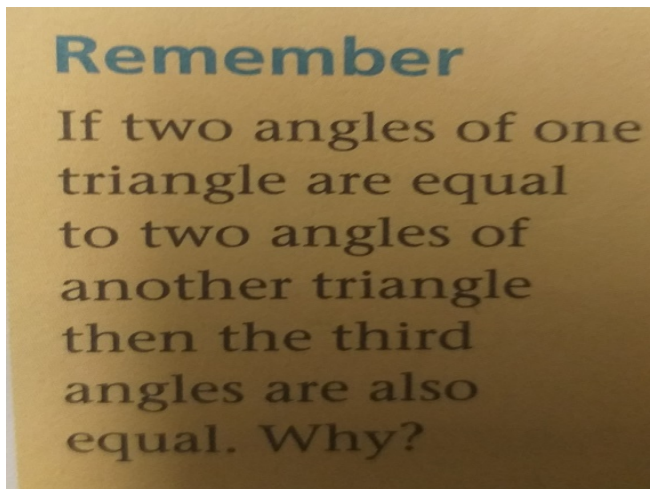 Remember
If two angles of one
triangle are equal
to two angles of
another triangle
then the third
angles are also
equal. Why?